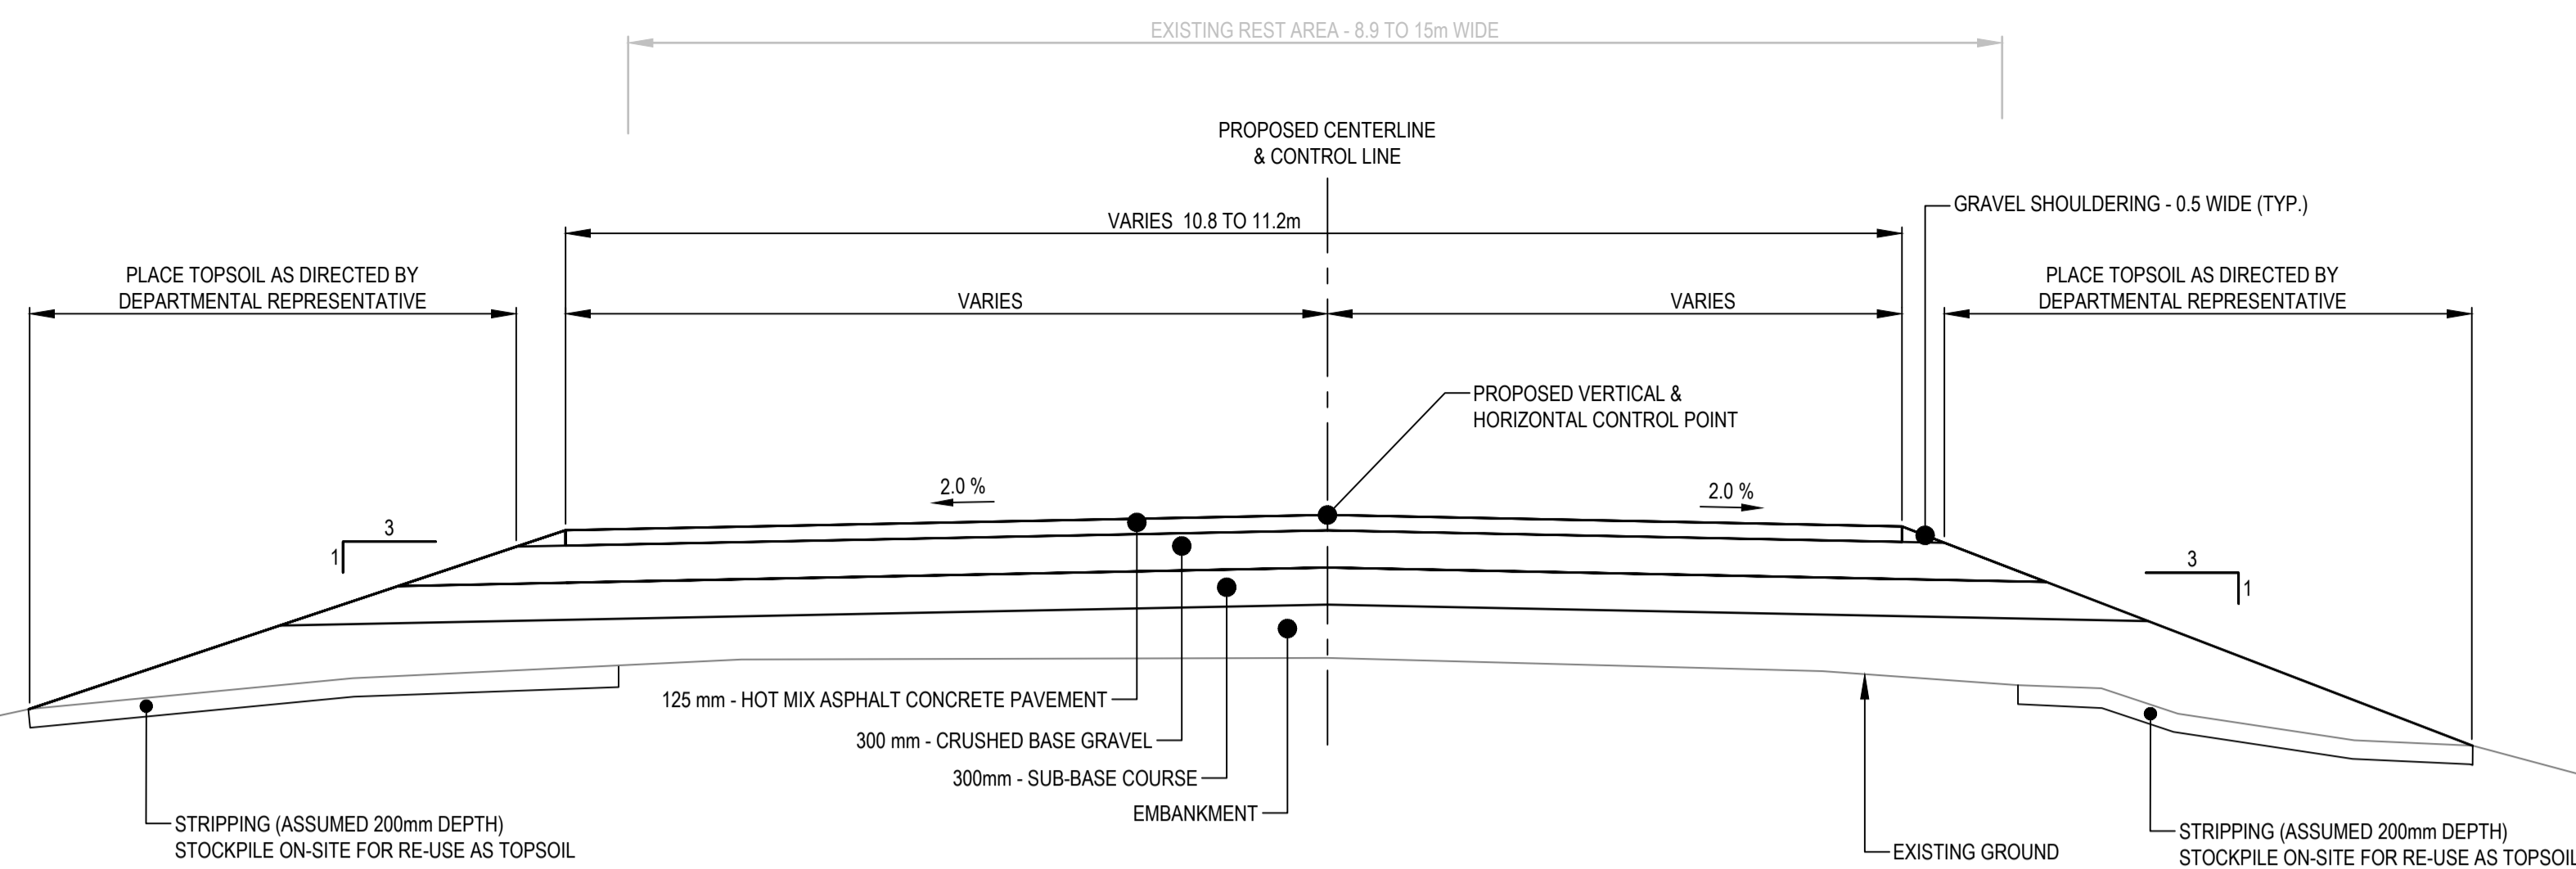 EXISTING REST AREA - 8.9 TO 15m WIDE
PROPOSED CENTERLINE
& CONTROL LINE
GRAVEL SHOULDERING - 0.5 WIDE (TYP.)
VARIES 10.8 TO 11.2m
PLACE TOPSOIL AS DIRECTED BY
DEPARTMENTAL REPRESENTATIVE
VARIES
VARIES
PLACE TOPSOIL AS DIRECTED BY
DEPARTMENTAL REPRESENTATIVE
PROPOSED VERTICAL &
HORIZONTAL CONTROL POINT
2.0 %
2.0 %
3
1
3
1
125 mm - HOT MIX ASPHALT CONCRETE PAVEMENT
300 mm - CRUSHED BASE GRAVEL
300mm - SUB-BASE COURSE
EMBANKMENT
STRIPPING (ASSUMED 200mm DEPTH)
STOCKPILE ON-SITE FOR RE-USE AS TOPSOIL
EXISTING GROUND
STRIPPING (ASSUMED 200mm DEPTH)
STOCKPILE ON-SITE FOR RE-USE AS TOPSOIL